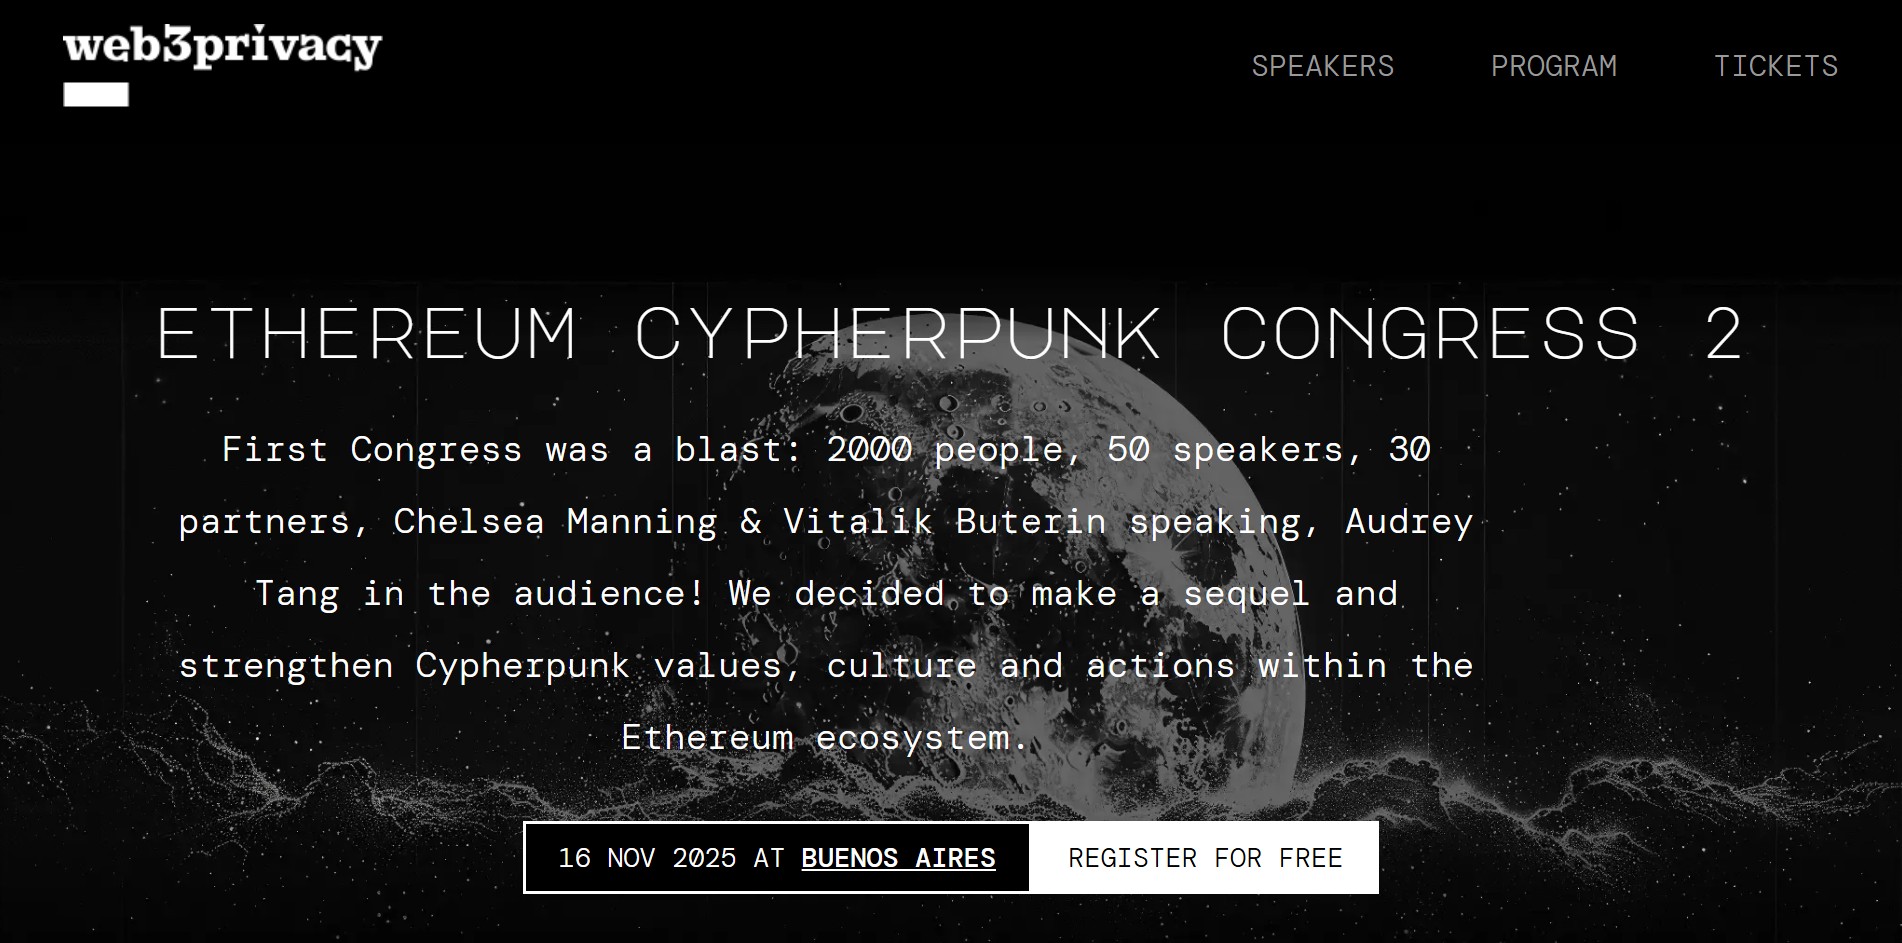 web3privacy
SPEAKERS
PROGRAM
TICKETS
ETHEREUM CYPHERPUNK CONGRESS 2
First Congress was a blast: 2000 people, 50 speakers, 30
partners, Chelsea Manning & Vitalik Buterin speaking, Audrey
Tang in the audience! We decided to make a sequel and
strengthen Cypherpunk values, culture and actions within the
Ethereum ecosystem.
16 NOV 2025 AT BUENOS AIRES
REGISTER FOR FREE